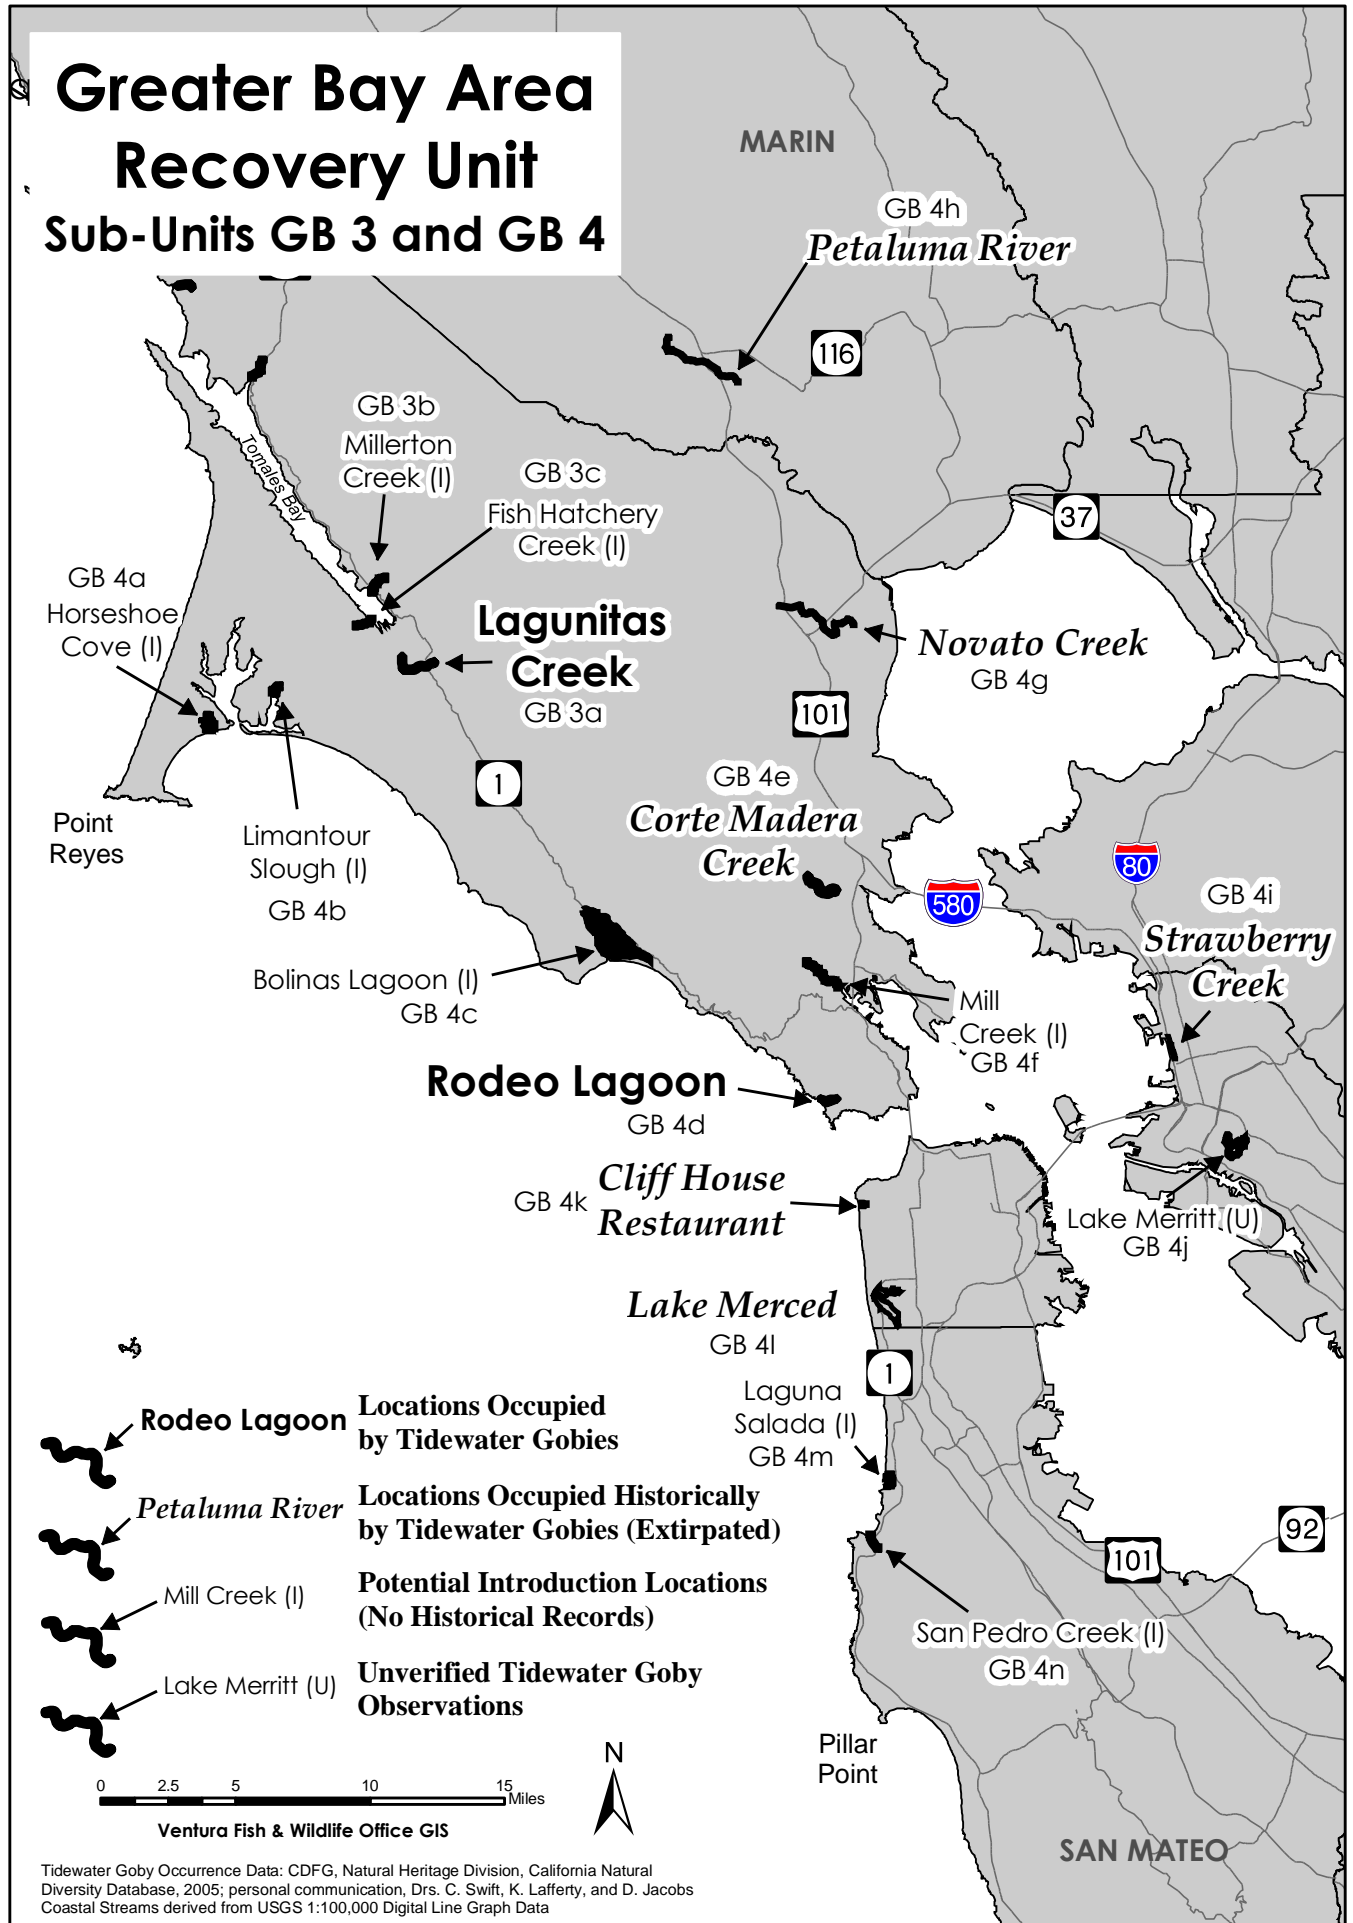 Greater Bay Area
Recovery Unit
Sub-Units GB 3 and GB 4
MARIN
GB 4h
Petaluma River
116
GB 3b
Millerton
Creek (I)
GB 3c
Fish Hatchery
Creek (I)
Tomales Bay
37
GB 4a
Horseshoe
Cove (I)
Lagunitas
Creek
GB 3a
Novato Creek
GB 4g
101
1
GB 4e
Corte Madera
Creek
Point
Reyes
Limantour
Slough (I)
GB 4b
580
80
GB 4i
Strawberry
Creek
Bolinas Lagoon (I)
GB 4c
Mill
Creek (I)
GB 4f
Rodeo Lagoon
GB 4d
GB 4k
Cliff House
Restaurant
Lake Merritt (U)
GB 4j
Lake Merced
GB 4l
1
Laguna
Salada (I)
GB 4m
92
101
San Pedro Creek (I)
GB 4n
Pillar
Point
SAN MATEO
Rodeo Lagoon
Locations Occupied
by Tidewater Gobies
Petaluma River
Locations Occupied Historically
by Tidewater Gobies (Extirpated)
Mill Creek (I)
Potential Introduction Locations
(No Historical Records)
Lake Merritt (U)
Unverified Tidewater Goby
Observations
N
0 2.5 5 10 15
Miles
Ventura Fish & Wildlife Office GIS
Tidewater Goby Occurrence Data: CDFG, Natural Heritage Division, California Natural
Diversity Database, 2005; personal communication, Drs. C. Swift, K. Lafferty, and D. Jacobs
Coastal Streams derived from USGS 1:100,000 Digital Line Graph Data